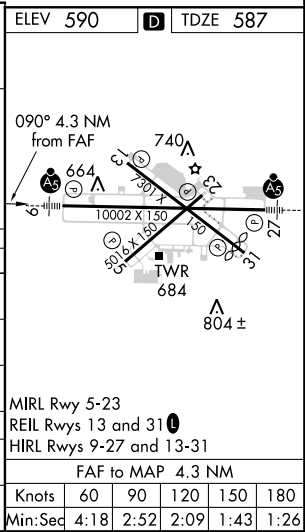 ELEV 590 D TDZE 587
090° 4.3 NM
from FAF
740
13
23
664
A5
A5
P
P
P
7301 X 150
9
10002 X 150
27
P
5016 X 150
P
5
31
TWR
684
804 ±
MIRL Rwy 5-23
REIL Rwys 13 and 31 L
HIRL Rwys 9-27 and 13-31
FAF to MAP 4.3 NM
Knots 60 90 120 150 180
Min:Sec 4:18 2:52 2:09 1:43 1:26